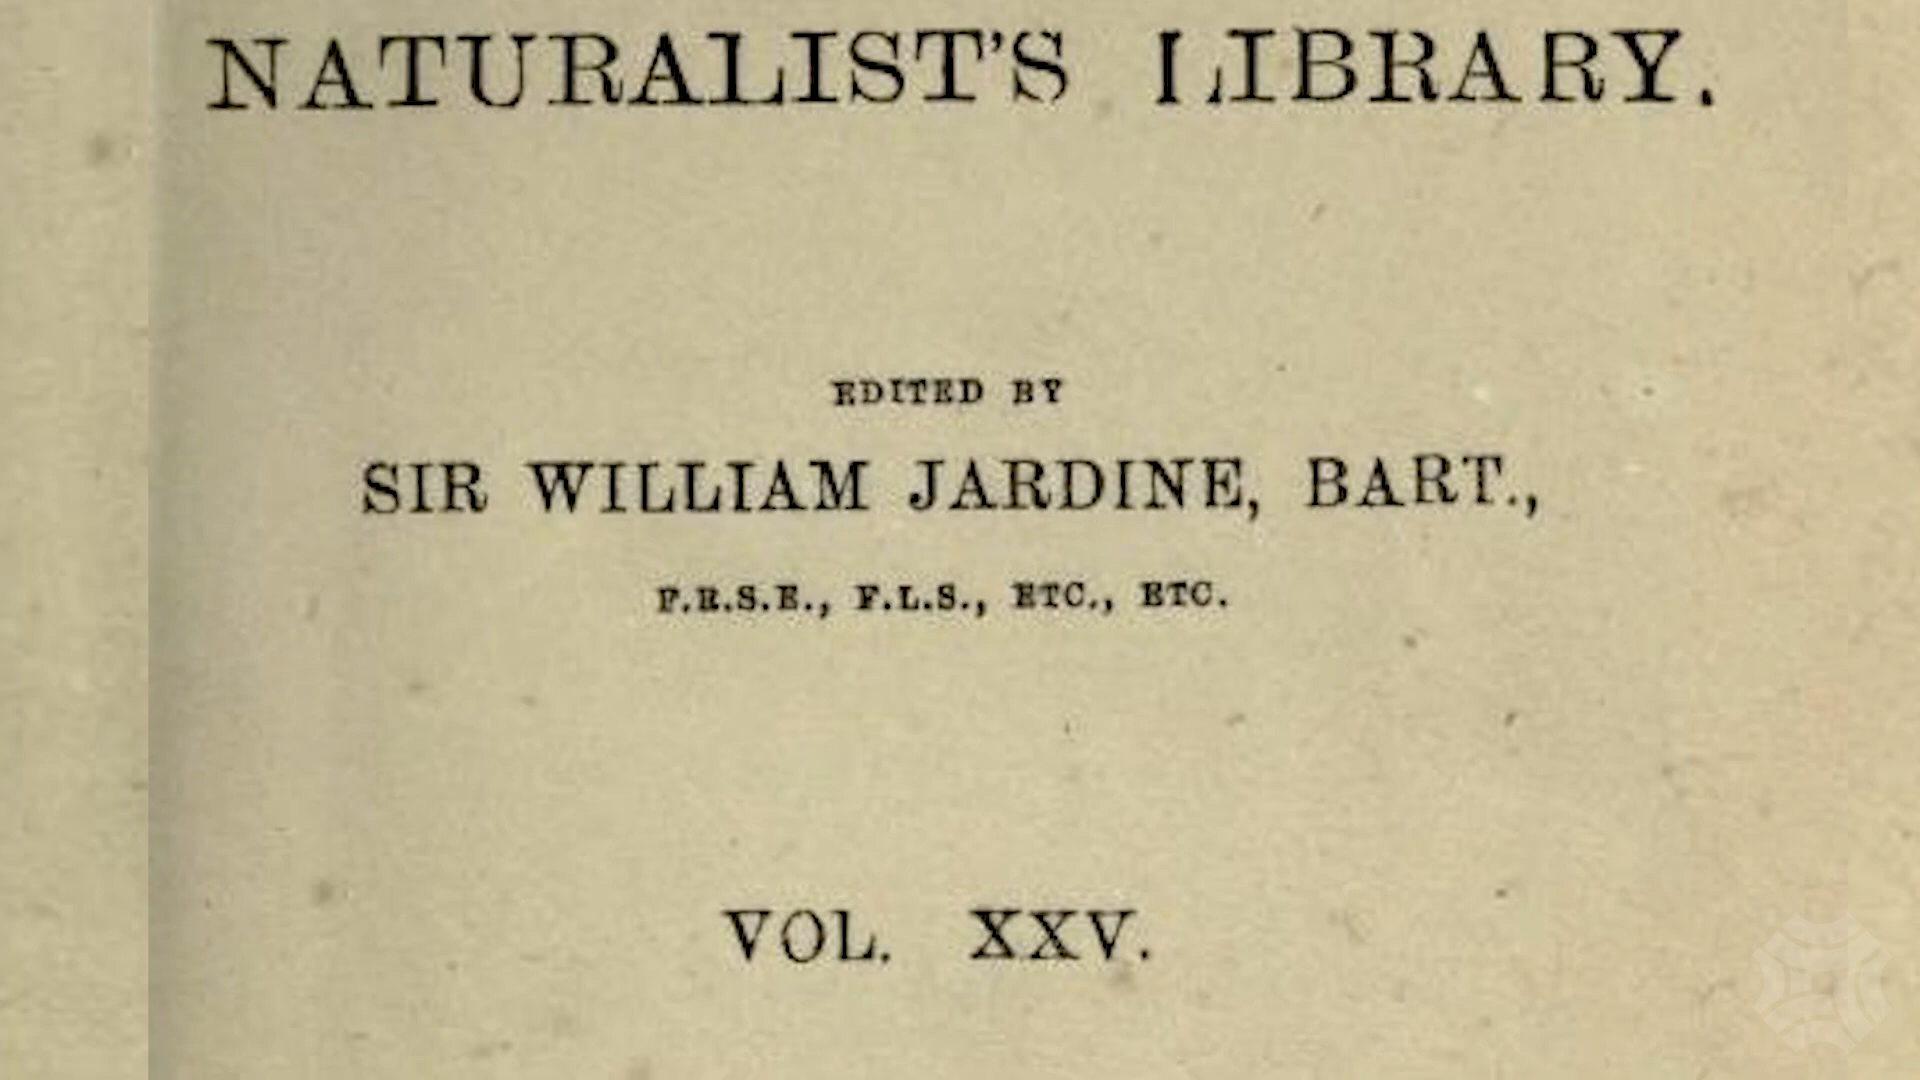 NATURALIST'S LIBRARY.
EDITED BY
SIR WILLIAM JARDINE, BART.,
F.R.S.E., F.L.S., ETC., ETC.
VOL. XXV.